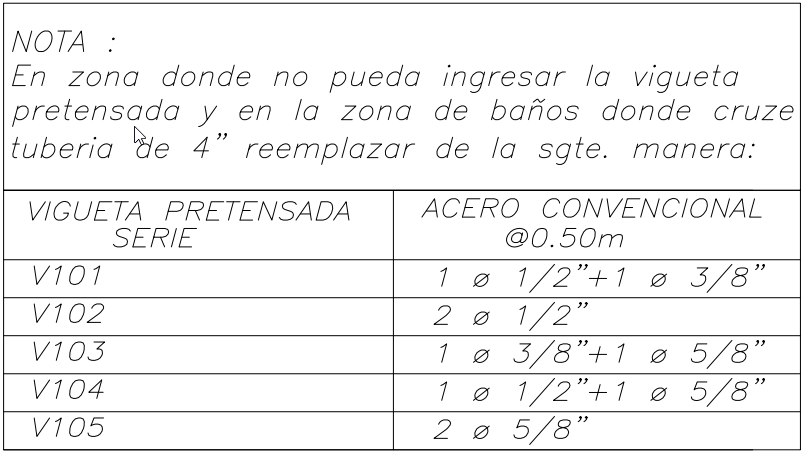 NOTA :
En zona donde no pueda ingresar la vigueta
pretensada y en la zona de baños donde cruze
tuberia de 4” reemplazar de la sgte. manera:
VIGUETA PRETENSADA
SERIE
ACERO CONVENCIONAL
@0.50m
V101 1 ø 1/2”+1 ø 3/8”
V102 2 ø 1/2”
V103 1 ø 3/8”+1 ø 5/8”
V104 1 ø 1/2”+1 ø 5/8”
V105 2 ø 5/8”